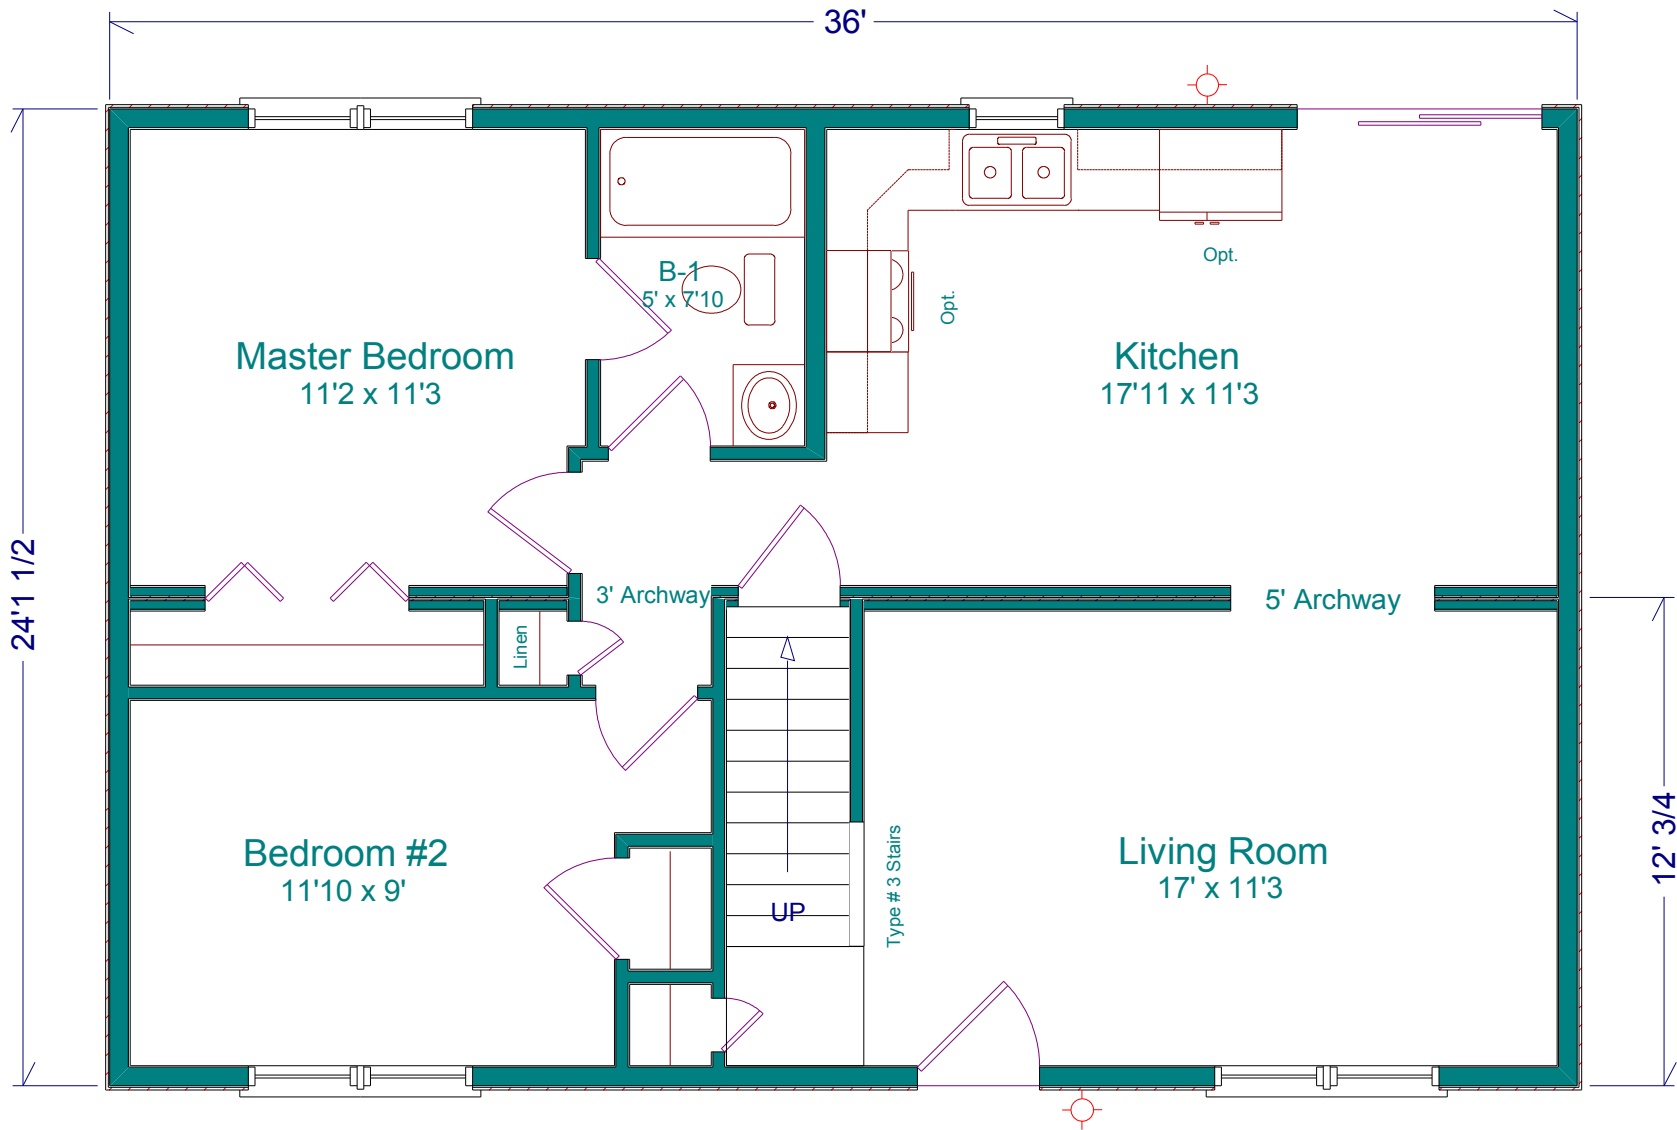 36'
B-1
5' x 7'10
Opt.
Opt.
Master Bedroom
11'2 x 11'3
Kitchen
17'11 x 11'3
24'1 1/2
3' Archway
5' Archway
Linen
Bedroom #2
11'10 x 9'
UP
Type # 3 Stairs
Living Room
17' x 11'3
12' 3/4